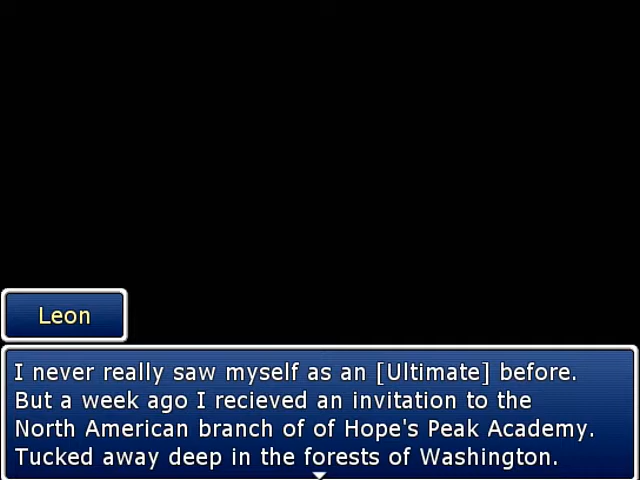 Leon
I never really saw myself as an [Ultimate] before.
But a week ago I recieved an invitation to the
North American branch of of Hope's Peak Academy.
Tucked away deep in the forests of Washington.